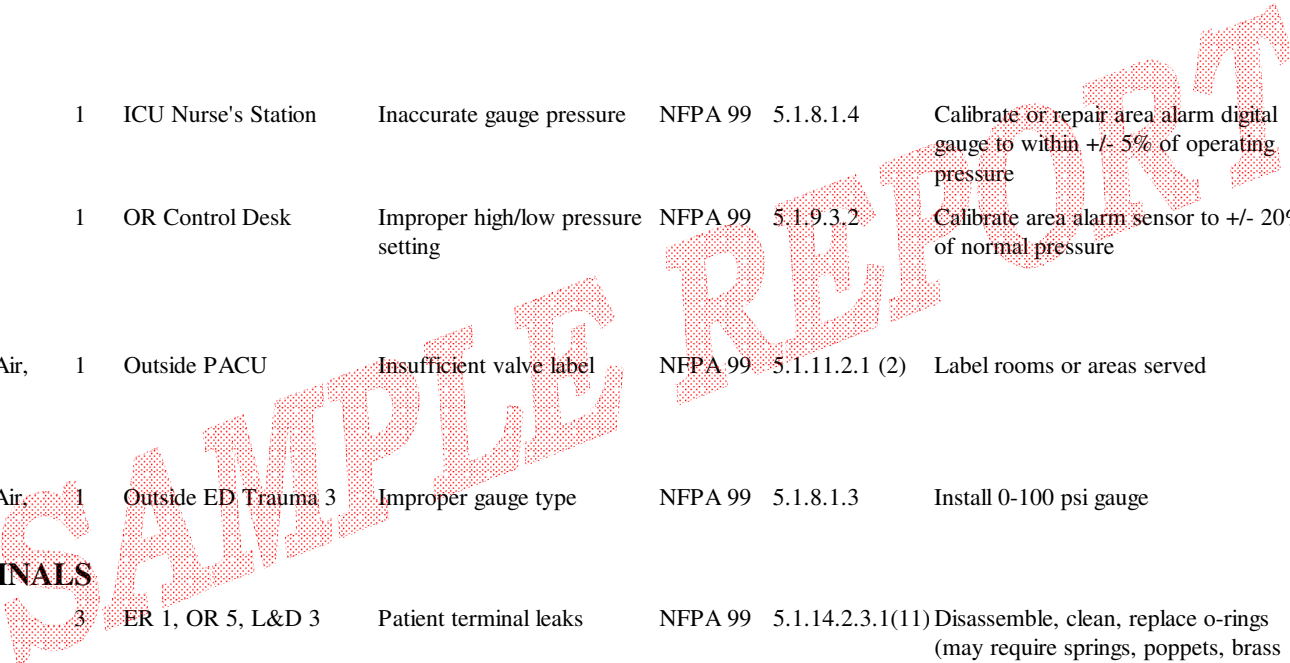 1 ICU Nurse's Station Inaccurate gauge pressure NFPA 99 5.1.8.1.4 Calibrate or repair area alarm digital
gauge to within +/- 5% of operating
pressure
1 OR Control Desk Improper high/low pressure NFPA 99 5.1.9.3.2 Calibrate area alarm sensor to +/- 20%
setting of normal pressure
Air, 1 Outside PACU Insufficient valve label NFPA 99 5.1.11.2.1 (2) Label rooms or areas served
Air, 1 Outside ED Trauma 3 Improper gauge type NFPA 99 5.1.8.1.3 Install 0-100 psi gauge
INALS
3 ER 1, OR 5, L&D 3 Patient terminal leaks NFPA 99 5.1.14.2.3.1(11) Disassemble, clean, replace o-rings
(may require springs, poppets, brass
SAMPLE REPORT